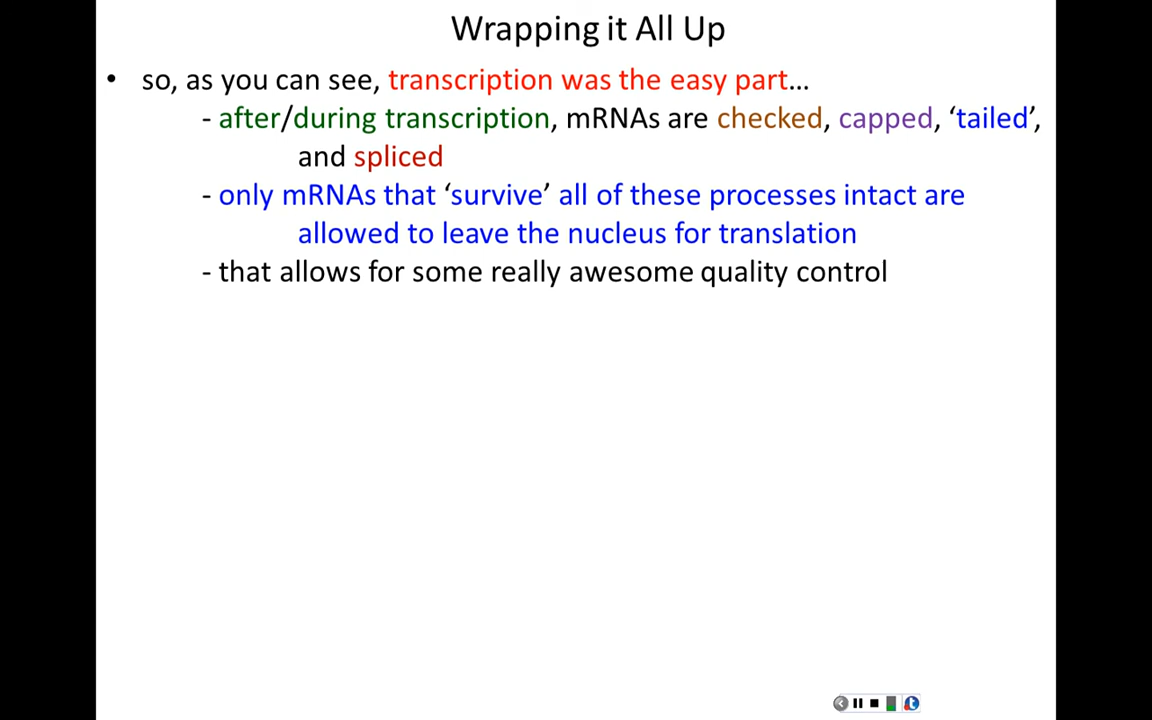 Wrapping it All Up
• so, as you can see, transcription was the easy part…
- after/during transcription, mRNAs are checked, capped, ‘tailed’,
and spliced
- only mRNAs that ‘survive’ all of these processes intact are
allowed to leave the nucleus for translation
- that allows for some really awesome quality control